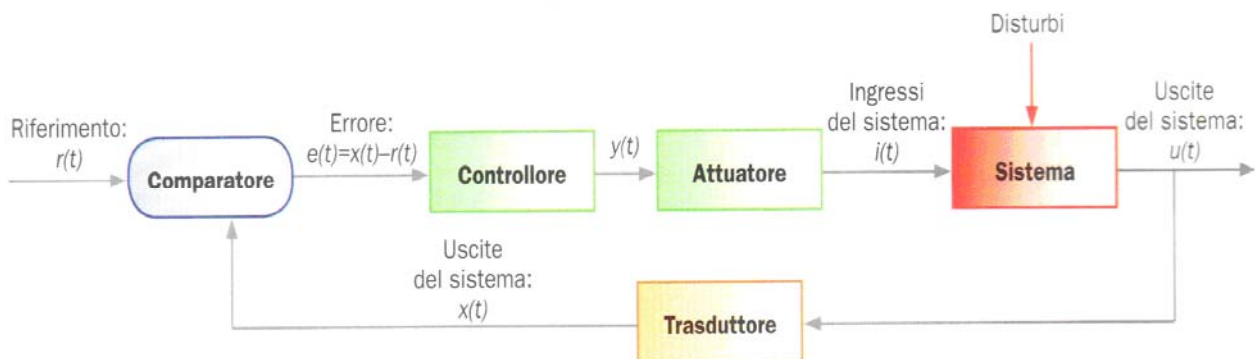 Disturbi
Riferimento:
r(t)
Comparatore
Errore:
e(t)=x(t)–r(t)
Controllore
y(t)
Attuatore
Ingressi
del sistema:
i(t)
Sistema
Uscite
del sistema:
u(t)
Uscite
del sistema:
x(t)
Trasduttore